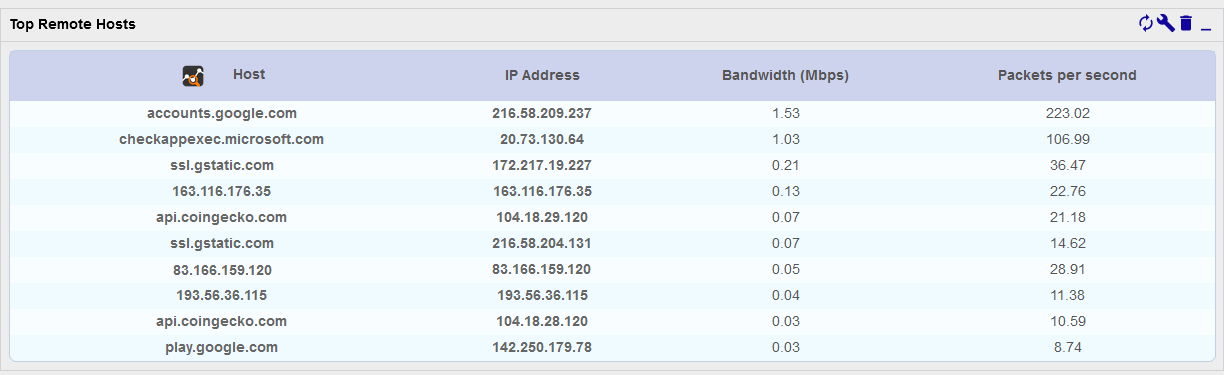 Top Remote Hosts
Host IP Address Bandwidth (Mbps) Packets per second
accounts.google.com 216.58.209.237 1.53 223.02
checkappexec.microsoft.com 20.73.130.64 1.03 106.99
ssl.gstatic.com 172.217.19.227 0.21 36.47
163.116.176.35 163.116.176.35 0.13 22.76
api.coingecko.com 104.18.29.120 0.07 21.18
ssl.gstatic.com 216.58.204.131 0.07 14.62
83.166.159.120 83.166.159.120 0.05 28.91
193.56.36.115 193.56.36.115 0.04 11.38
api.coingecko.com 104.18.28.120 0.03 10.59
play.google.com 142.250.179.78 0.03 8.74